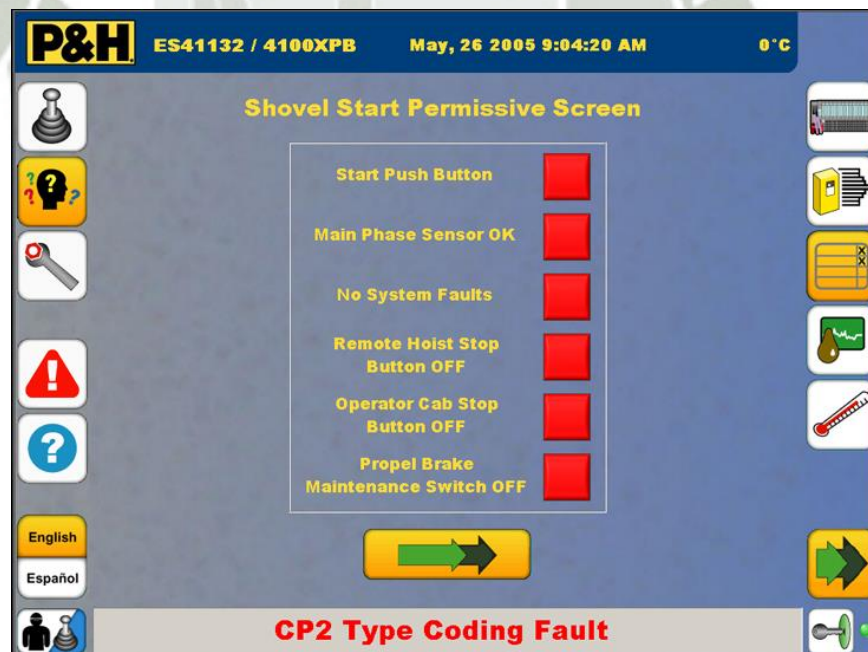 P&H ES41132 / 4100XPB May, 26 2005 9:04:20 AM 0°C
Shovel Start Permissive Screen
Start Push Button
Main Phase Sensor OK
No System Faults
Remote Hoist Stop
Button OFF
Operator Cab Stop
Button OFF
Propel Brake
Maintenance Switch OFF
English
Español
CP2 Type Coding Fault